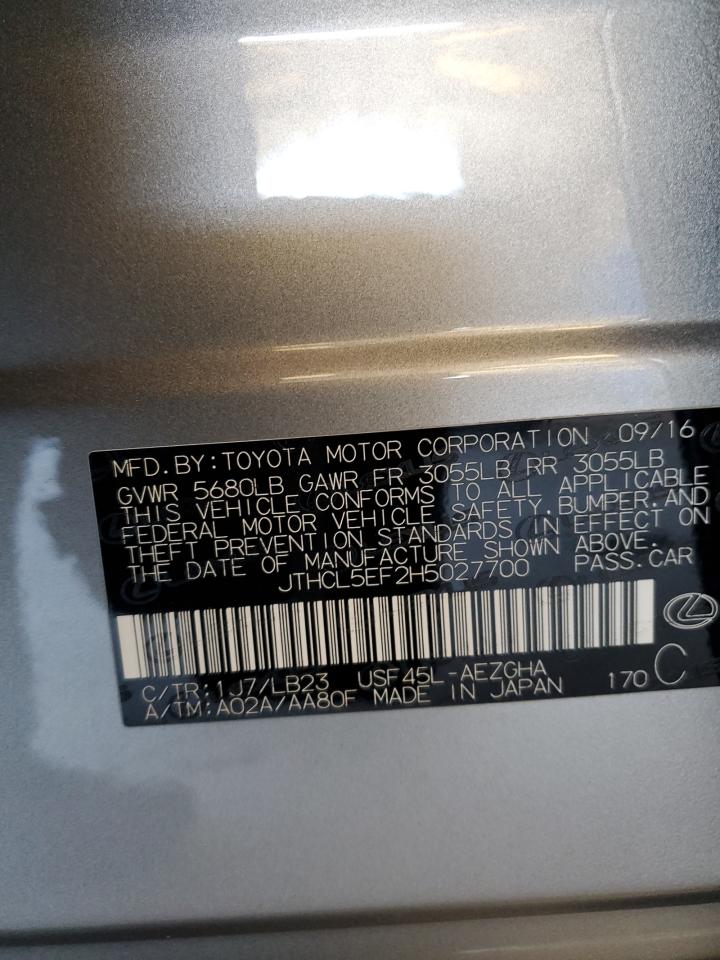 MFD.BY:TOYOTA MOTOR CORPORATION 09/16
GVWR 5680LB GAWR FR 3055LB RR 3055LB
THIS VEHICLE CONFORMS TO ALL APPLICABLE
FEDERAL MOTOR VEHICLE SAFETY,BUMPER,AND
THEFT PREVENTION STANDARDS IN EFFECT ON
THE DATE OF MANUFACTURE SHOWN ABOVE.
JTHCL5EF2H5027700 PASS.CAR
C/TR:1J7/LB23 USF45L-AEZGHA
A/TM:A02A/AA80F MADE IN JAPAN 170 C